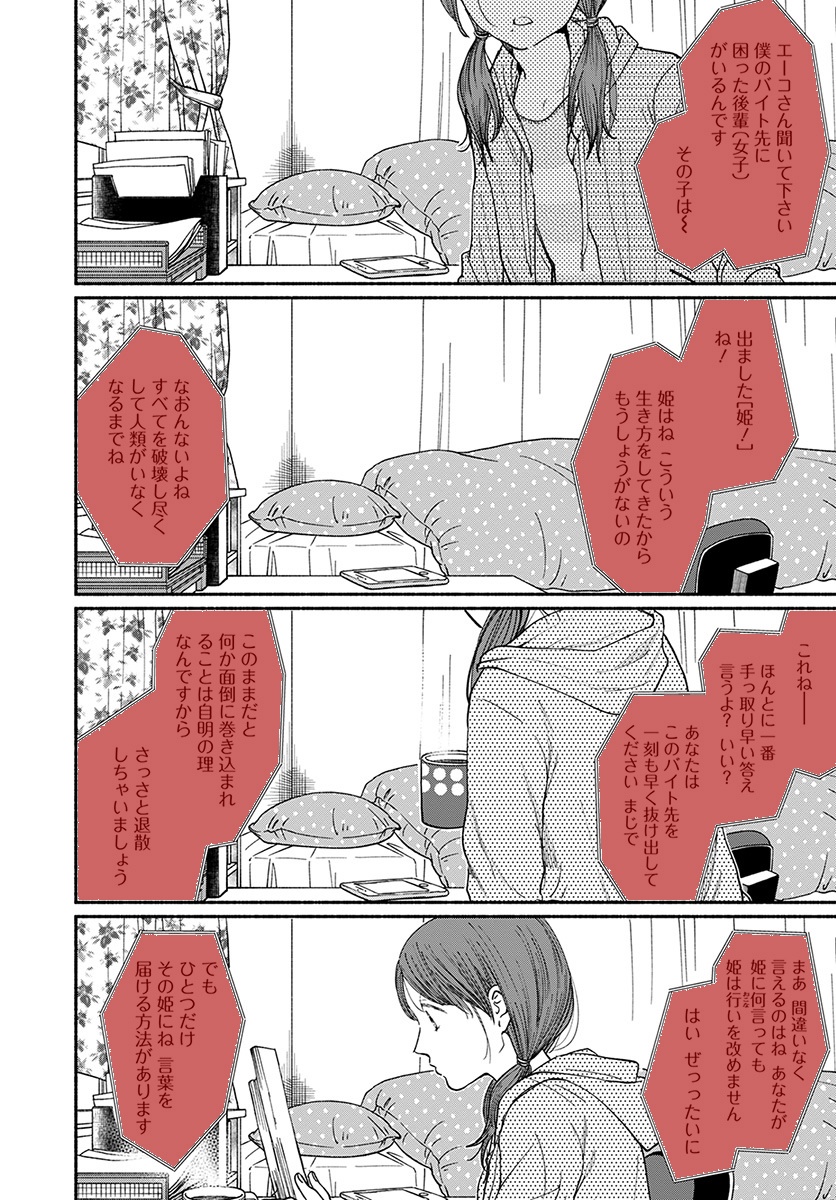 エーコさん聞いて下さい
僕のバイト先に
困った後輩(女子)
がいるんです
その子は〜
出ました[姫!]
ね!
姫はね こういう
生き方をしてきたから
もうしょうがないの
なおんないよね
すべてを破壊し尽く
して人類がいなく
なるまでね
これね――
ほんとに一番
手っ取り早い答え
言うよ? いい?
あなたは
このバイト先を
一刻も早く抜け出して
ください まじで
このままだと
何か面倒に巻き込まれ
ることは自明の理
なんですから
さっさと退散
しちゃいましょう
まあ 間違いなく
言えるのはね あなたが
姫に何言っても
姫は行いを改めません
おこな
はい ぜっったいに
でも
ひとつだけ
その姫にね 言葉を
届ける方法があります